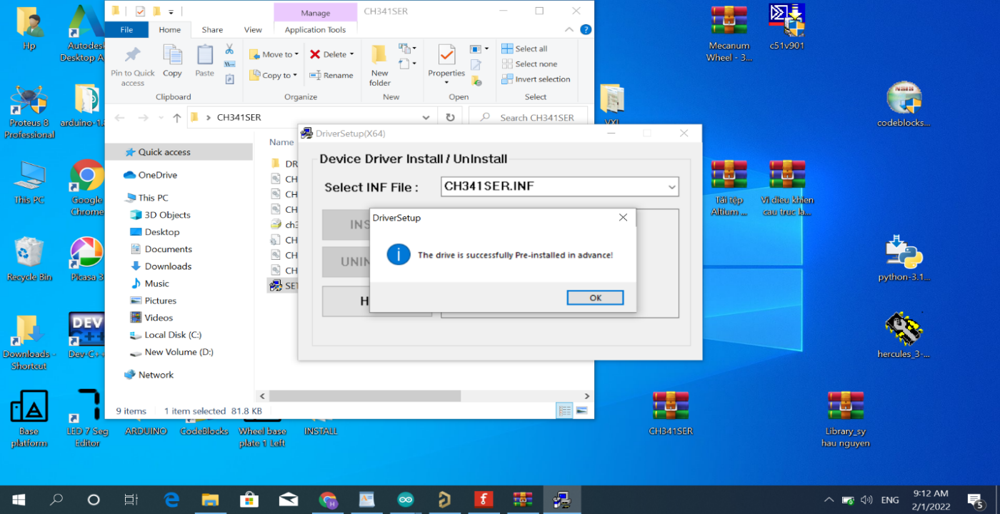 Manage
CH341SER
File
Home
Share
View
Application Tools
Pin to Quick
access
Copy
Paste
Move to
Copy to
Delete
Rename
New
folder
Properties
Select all
Select none
Invert selection
Clipboard
Organize
New
Open
Select
CH341SER
Search CH341SER
Name
Quick access
OneDrive
This PC
3D Objects
Desktop
Documents
Downloads
Music
Pictures
Videos
Local Disk (C:)
New Volume (D:)
Network
DR
CH
CH
CH
ch3
CH
CH
CH
SET
9 items
1 item selected 81.8 KB
DriverSetup(X64)
Device Driver Install / UnInstall
Select INF File :
CH341SER.INF
INS
UNIN
H
DriverSetup
The drive is successfully Pre-installed in advance!
OK
Hp
Autodesk
Desktop A
Proteus 8
Professional
arduino-1.8
This PC
Google
Chrome
Recycle Bin
Picasa 3
Downloads -
Shortcut
DEV
C++
Dev-C++
Base
platform
LED 7 Seg
Editor
ARDUINO
CodeBlocks
Wheel base
plate 1 Left
INSTALL
VXL
Mecanum
Wheel - 3...
c51v901
NSIS
codeblocks...
Tài tệp
Altium ...
Vi dieu khien
cau truc la...
python-3.1...
hercules_3-...
CH341SER
Library_sy
hau nguyen
ENG
9:12 AM
2/1/2022
5